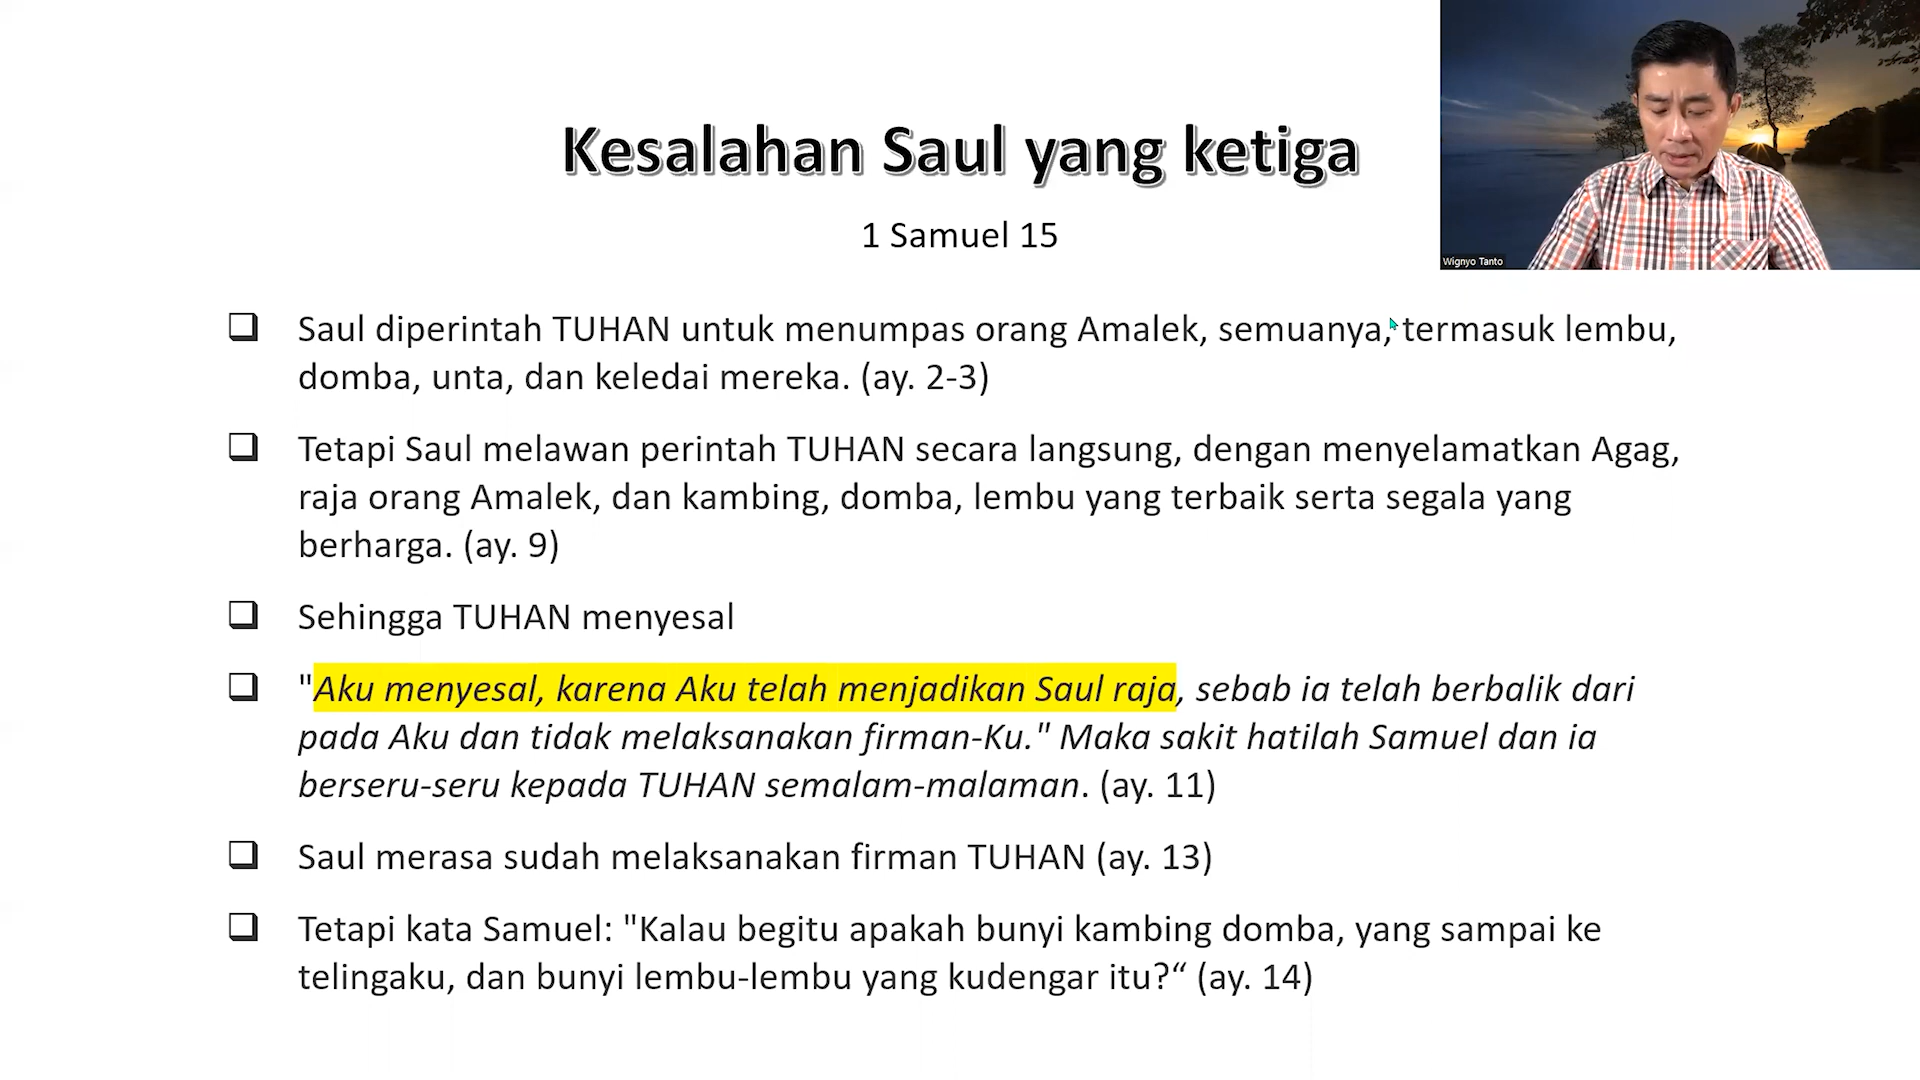 Kesalahan Saul yang ketiga
Wignyo Tanto
1 Samuel 15
Saul diperintah TUHAN untuk menumpas orang Amalek, semuanya, termasuk lembu,
domba, unta, dan keledai mereka. (ay. 2-3)
Tetapi Saul melawan perintah TUHAN secara langsung, dengan menyelamatkan Agag,
raja orang Amalek, dan kambing, domba, lembu yang terbaik serta segala yang
berharga. (ay. 9)
Sehingga TUHAN menyesal
"Aku menyesal, karena Aku telah menjadikan Saul raja, sebab ia telah berbalik dari
pada Aku dan tidak melaksanakan firman-Ku." Maka sakit hatilah Samuel dan ia
berseru-seru kepada TUHAN semalam-malaman. (ay. 11)
Saul merasa sudah melaksanakan firman TUHAN (ay. 13)
Tetapi kata Samuel: "Kalau begitu apakah bunyi kambing domba, yang sampai ke
telingaku, dan bunyi lembu-lembu yang kudengar itu?“ (ay. 14)